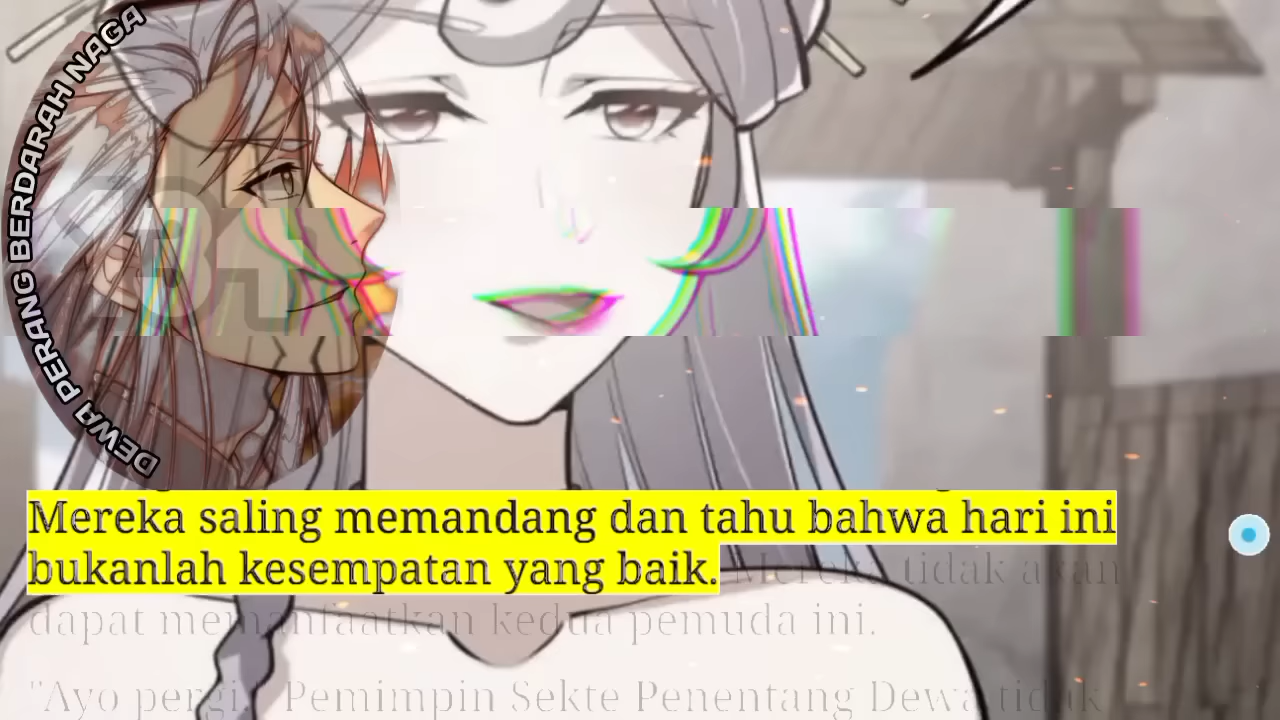 DEWA PERANG BERDARAH NAGA
Mereka saling memandang dan tahu bahwa hari ini
bukanlah kesempatan yang baik. Mereka tidak akan
dapat memanfaatkan kedua pemuda ini.
"Ayo pergi." Pemimpin Sekte Penentang Dewa tidak